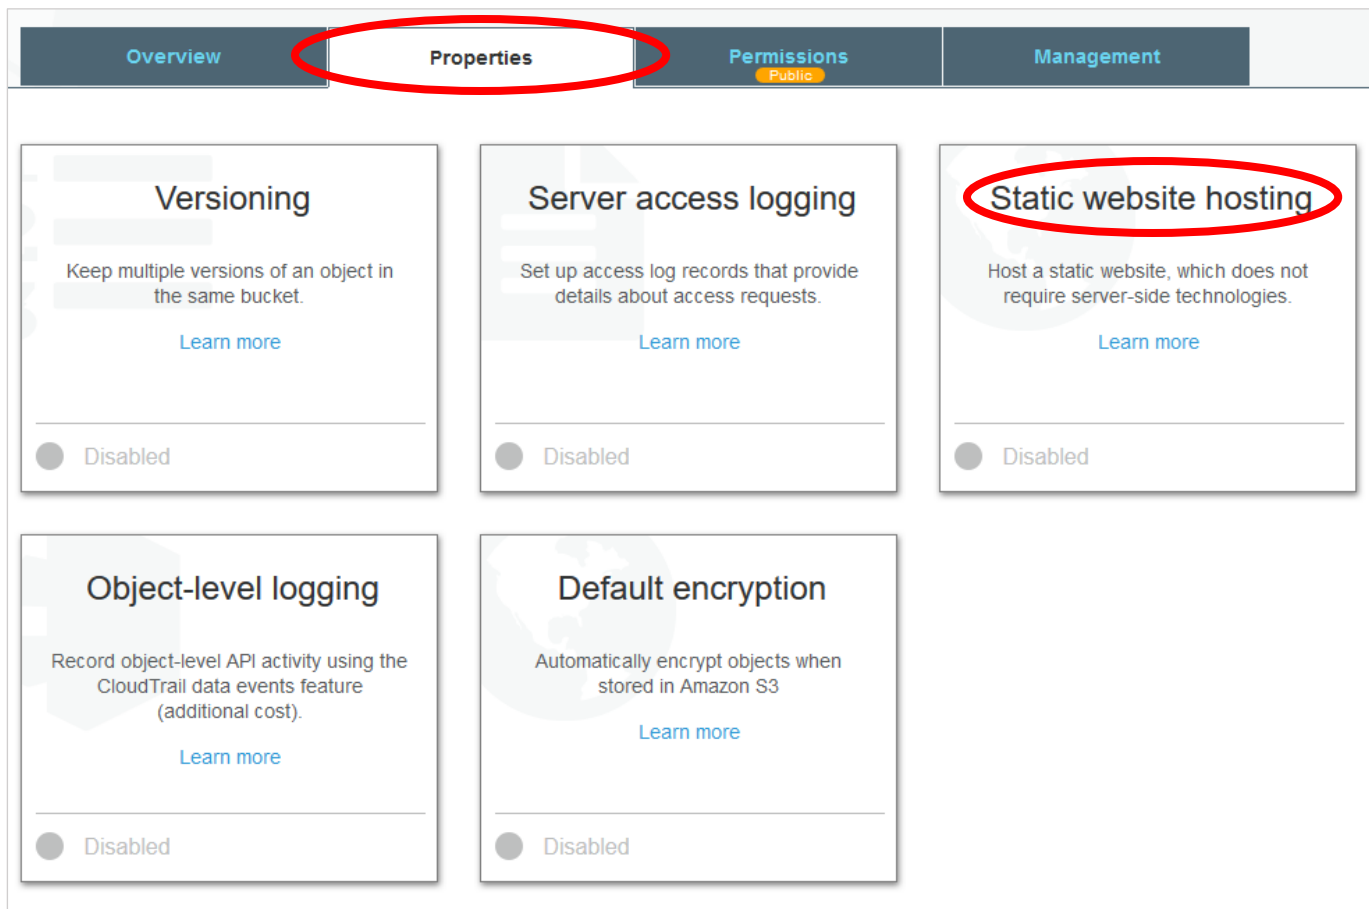 Overview
Properties
Permissions
Public
Management
Versioning
Keep multiple versions of an object in
the same bucket.
Learn more
Disabled
Server access logging
Set up access log records that provide
details about access requests.
Learn more
Disabled
Static website hosting
Host a static website, which does not
require server-side technologies.
Learn more
Disabled
Object-level logging
Record object-level API activity using the
CloudTrail data events feature
(additional cost).
Learn more
Disabled
Default encryption
Automatically encrypt objects when
stored in Amazon S3
Learn more
Disabled